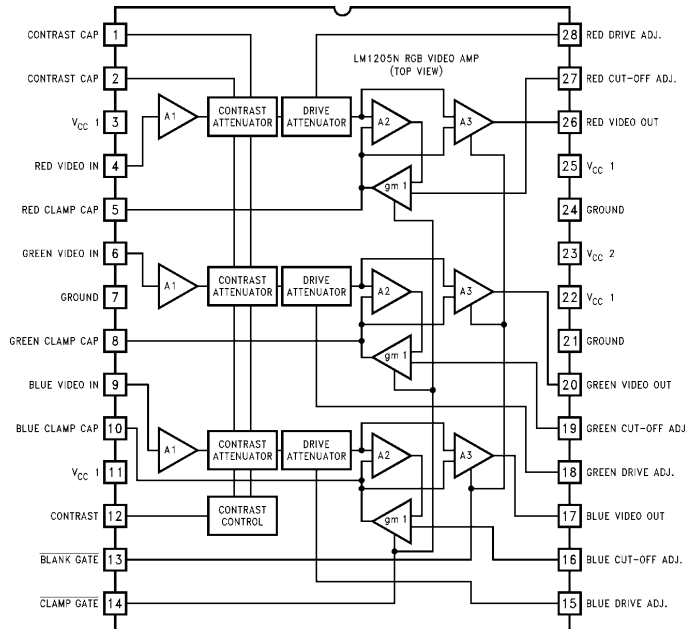 CONTRAST CAP 1
CONTRAST CAP 2
VCC 1 3
RED VIDEO IN 4
RED CLAMP CAP 5
GREEN VIDEO IN 6
GROUND 7
GREEN CLAMP CAP 8
BLUE VIDEO IN 9
BLUE CLAMP CAP 10
VCC 1 11
CONTRAST 12
BLANK GATE 13
CLAMP GATE 14
LM1205N RGB VIDEO AMP
(TOP VIEW)
A1
CONTRAST
ATTENUATOR
DRIVE
ATTENUATOR
A2
A3
gm 1
A1
CONTRAST
ATTENUATOR
DRIVE
ATTENUATOR
A2
A3
gm 1
A1
CONTRAST
ATTENUATOR
DRIVE
ATTENUATOR
A2
A3
gm 1
CONTRAST
CONTROL
28 RED DRIVE ADJ.
27 RED CUT-OFF ADJ.
26 RED VIDEO OUT
25 VCC 1
24 GROUND
23 VCC 2
22 VCC 1
21 GROUND
20 GREEN VIDEO OUT
19 GREEN CUT-OFF ADJ
18 GREEN DRIVE ADJ.
17 BLUE VIDEO OUT
16 BLUE CUT-OFF ADJ.
15 BLUE DRIVE ADJ.